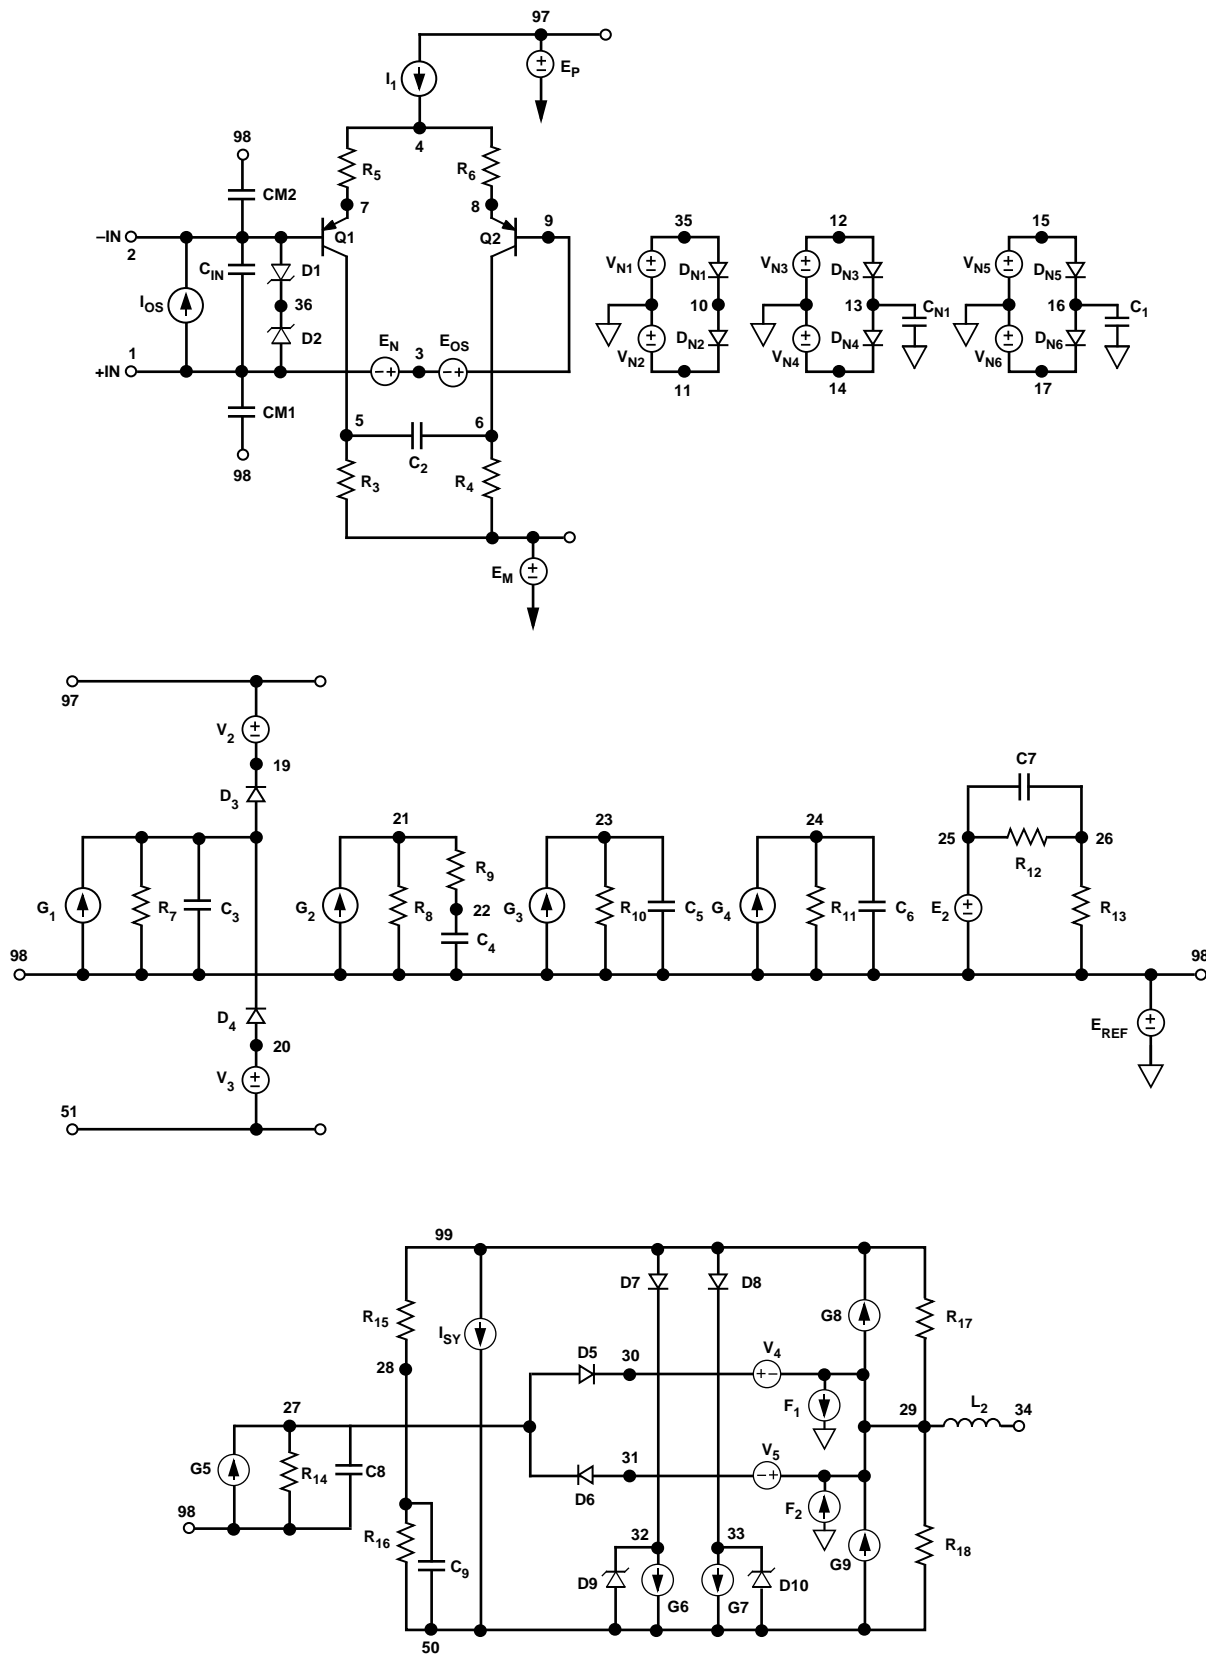 97
I1
EP
98
4
R5
R6
CM2
7
8
9
35
12
15
–IN
2
Q1
Q2
VN1
DN1
VN3
DN3
VN5
DN5
CIN
D1
IOS
36
10
13
CN1
16
C1
D2
VN2
DN2
VN4
DN4
VN6
DN6
1
+IN
EN
3
EOS
11
14
17
CM1
5
6
98
C2
R3
R4
EM
97
V2
19
D3
C7
21
23
24
25
26
R9
R12
G1
R7
C3
G2
R8
22
C4
G3
R10
C5
G4
R11
C6
E2
R13
98
98
D4
EREF
20
V3
51
99
D7
D8
R15
ISY
G8
R17
28
D5
30
V4
F1
27
29
L2
34
31
V5
G5
R14
C8
D6
98
F2
R16
32
33
C9
D9
G6
G7
D10
G9
R18
50